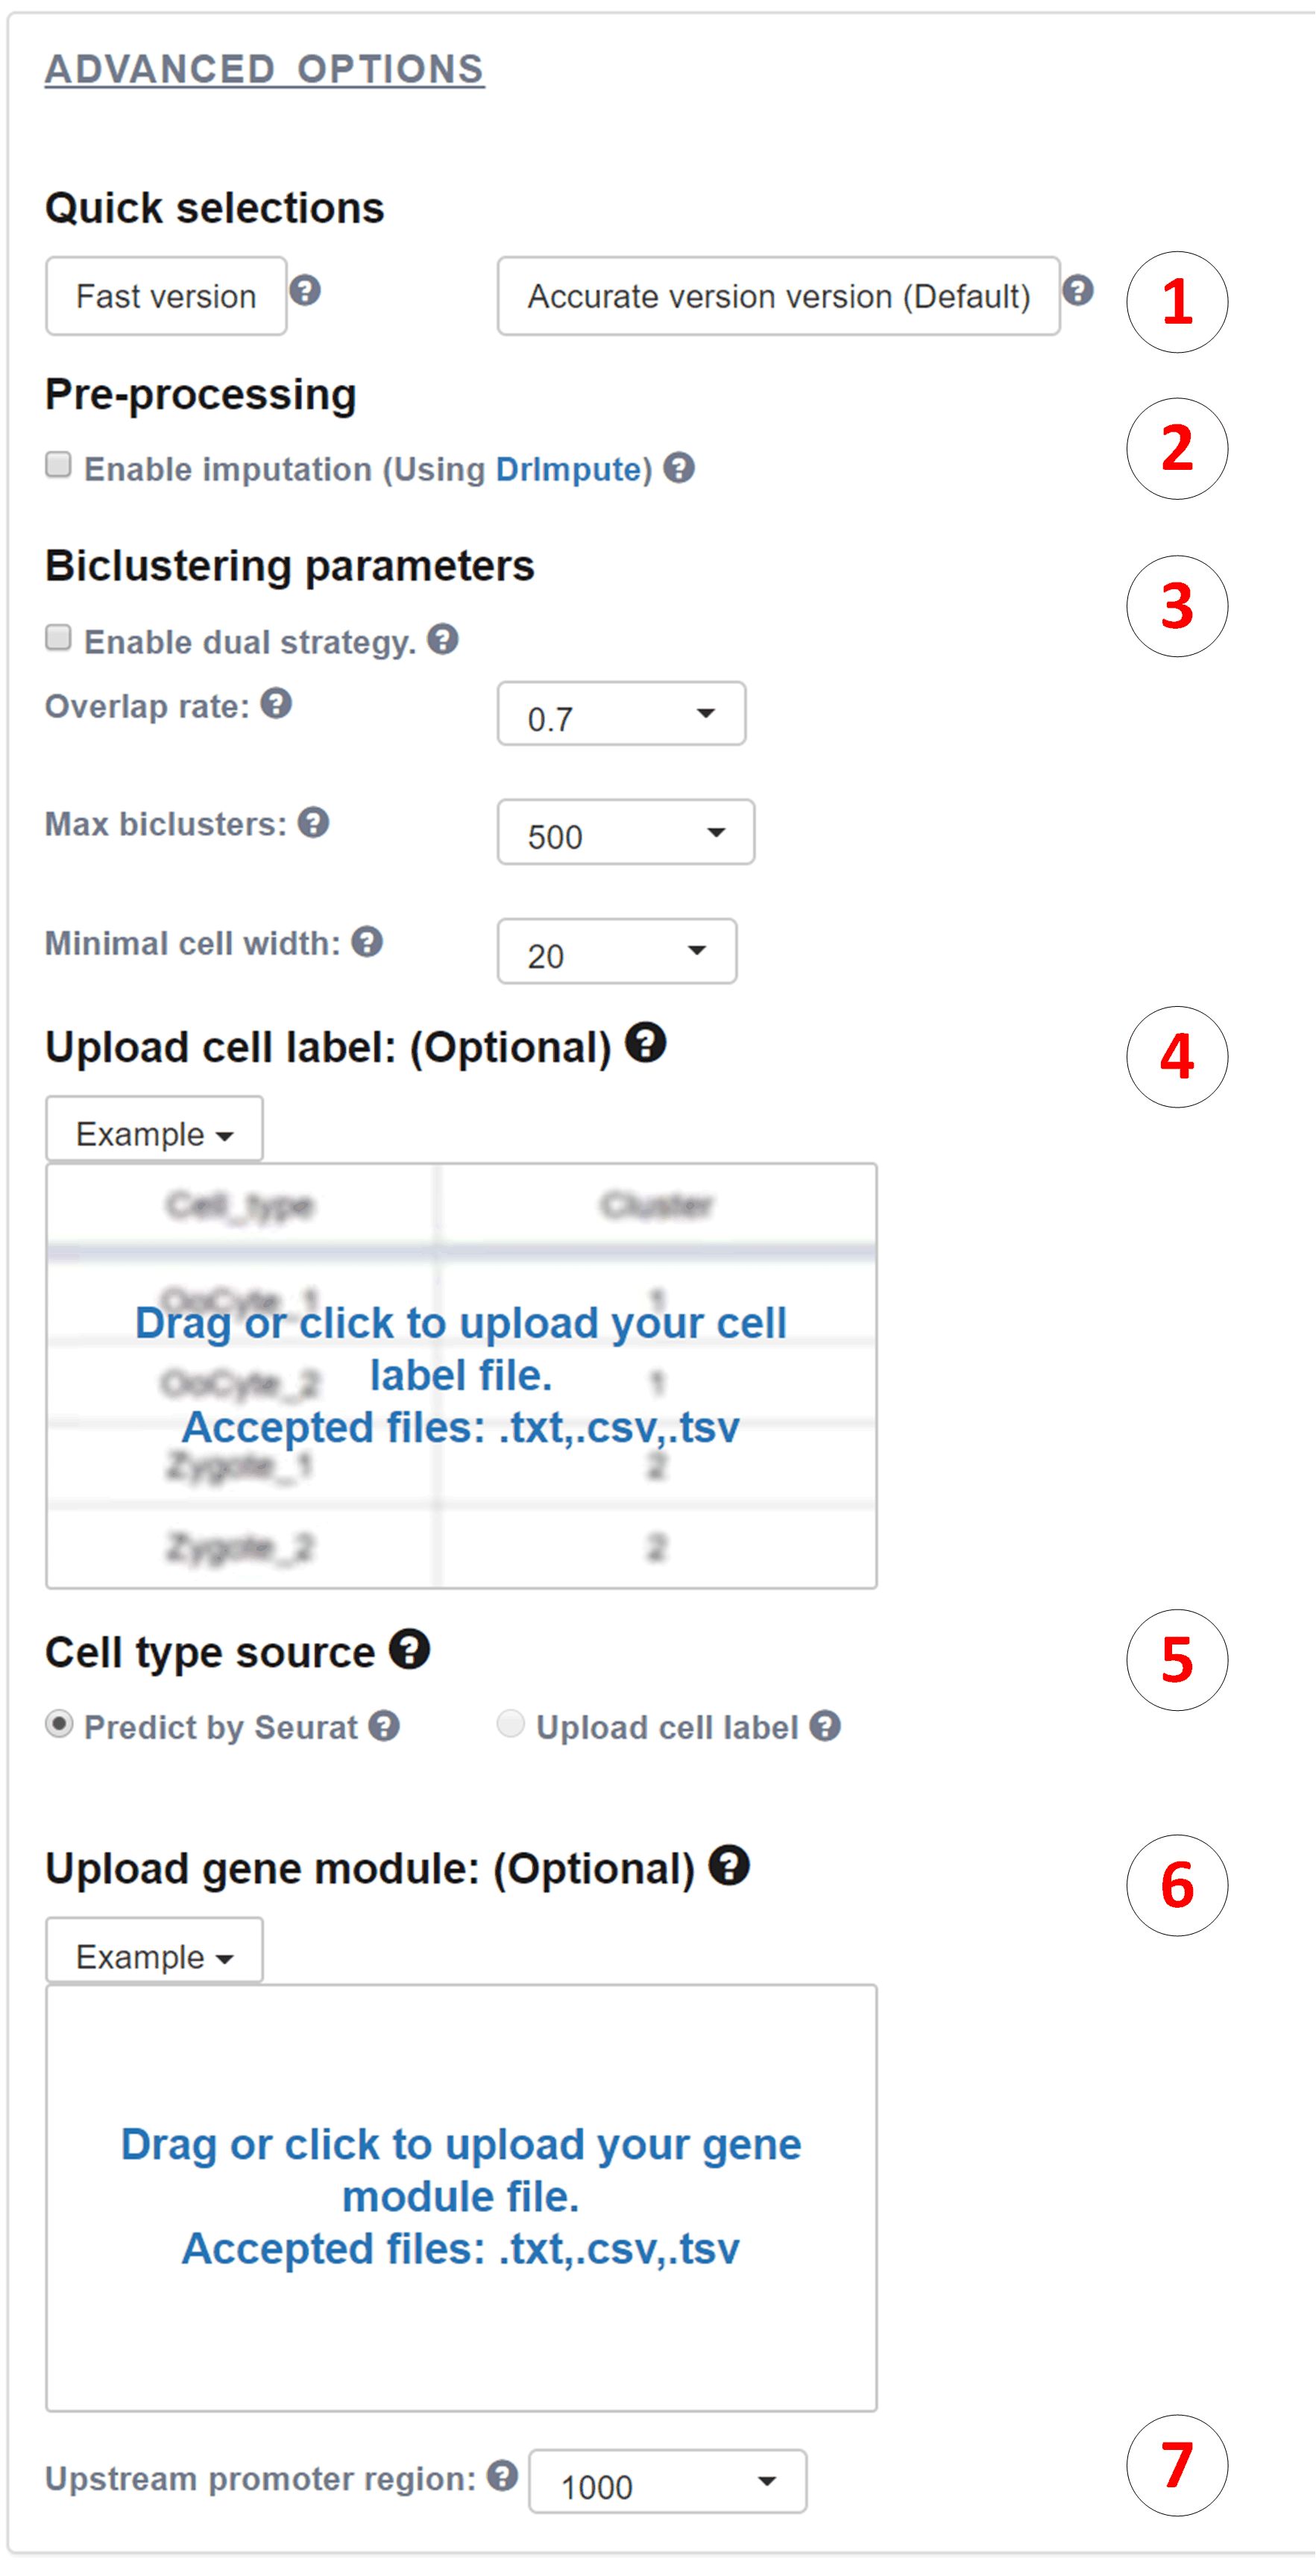 ADVANCED OPTIONS
Quick selections
Fast version ?
Accurate version version (Default) ?
1
Pre-processing
2
Enable imputation (Using DrImpute) ?
Biclustering parameters
3
Enable dual strategy. ?
Overlap rate: ? 0.7
Max biclusters: ? 500
Minimal cell width: ? 20
Upload cell label: (Optional) ?
4
Example
Cell_type Cluster
OoCyte_1 1
Drag or click to upload your cell
label file.
OoCyte_2 1
Accepted files: .txt,.csv,.tsv
Zygote_1 2
Zygote_2 2
Cell type source ?
5
Predict by Seurat ? Upload cell label ?
Upload gene module: (Optional) ?
6
Example
Drag or click to upload your gene
module file.
Accepted files: .txt,.csv,.tsv
Upstream promoter region: ? 1000
7